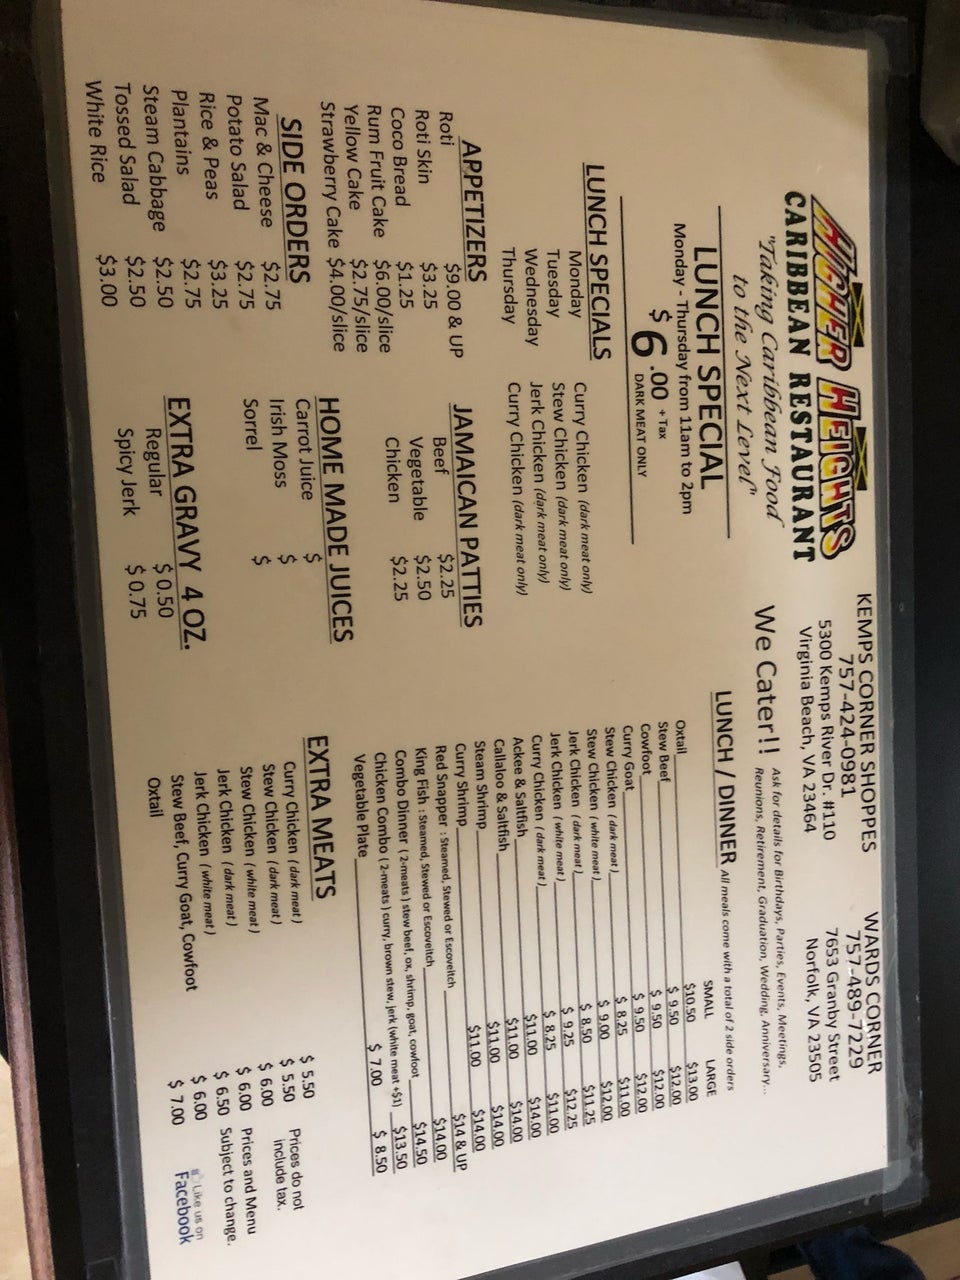 HIGHER HEIGHTS
CARIBBEAN RESTAURANT
"Taking Caribbean Food
to the Next Level"
KEMPS CORNER SHOPPES
757-424-0981
5300 Kemps River Dr. #110
Virginia Beach, VA 23464
WARDS CORNER
757-489-7229
7653 Granby Street
Norfolk, VA 23505
We Cater!!
Ask for details for Birthdays, Parties, Events, Meetings,
Reunions, Retirement, Graduation, Wedding, Anniversary...
LUNCH SPECIAL
Monday - Thursday from 11am to 2pm
$6.00 + Tax
DARK MEAT ONLY
LUNCH SPECIALS
Monday Curry Chicken (dark meat only)
Tuesday Stew Chicken (dark meat only)
Wednesday Jerk Chicken (dark meat only)
Thursday Curry Chicken (dark meat only)
APPETIZERS
Roti $9.00 & UP
Roti Skin $3.25
Coco Bread $1.25
Rum Fruit Cake $6.00/slice
Yellow Cake $2.75/slice
Strawberry Cake $4.00/slice
SIDE ORDERS
Mac & Cheese $2.75
Potato Salad $2.75
Rice & Peas $3.25
Plantains $2.75
Steam Cabbage $2.50
Tossed Salad $2.50
White Rice $3.00
JAMAICAN PATTIES
Beef $2.25
Vegetable $2.50
Chicken $2.25
HOME MADE JUICES
Carrot Juice $
Irish Moss $
Sorrel $
EXTRA GRAVY 4 OZ.
Regular $0.50
Spicy Jerk $0.75
LUNCH / DINNER All meals come with a total of 2 side orders
SMALL LARGE
Oxtail $10.50 $13.00
Stew Beef $ 9.50 $12.00
Cowfoot $ 9.50 $12.00
Curry Goat $ 9.50 $12.00
Stew Chicken (dark meat) $ 8.25 $11.00
Stew Chicken (white meat) $ 9.00 $12.00
Jerk Chicken (dark meat) $ 8.50 $11.25
Jerk Chicken (white meat) $ 9.25 $12.25
Curry Chicken (dark meat) $ 8.25 $11.00
Ackee & Saltfish $11.00 $14.00
Callaloo & Saltfish $11.00 $14.00
Steam Shrimp $11.00 $14.00
Curry Shrimp $11.00 $14.00
Red Snapper : Steamed, Stewed or Escoveitch $14 & UP
King Fish : Steamed, Stewed or Escoveitch $14.00
Combo Dinner (2-meats) stew beef, ox, shrimp, goat, cowfoot $14.50
Chicken Combo (2-meats) curry, brown stew, jerk (white meat +$1) $13.50
Vegetable Plate $ 7.00 $ 8.50
EXTRA MEATS
Curry Chicken (dark meat) $ 5.50
Stew Chicken (dark meat) $ 5.50
Stew Chicken (white meat) $ 6.00
Jerk Chicken (dark meat) $ 6.00
Jerk Chicken (white meat) $ 6.50
Stew Beef, Curry Goat, Cowfoot $ 6.00
Oxtail $ 7.00
Prices do not
include tax.
Prices and Menu
Subject to change.
Like us on
Facebook